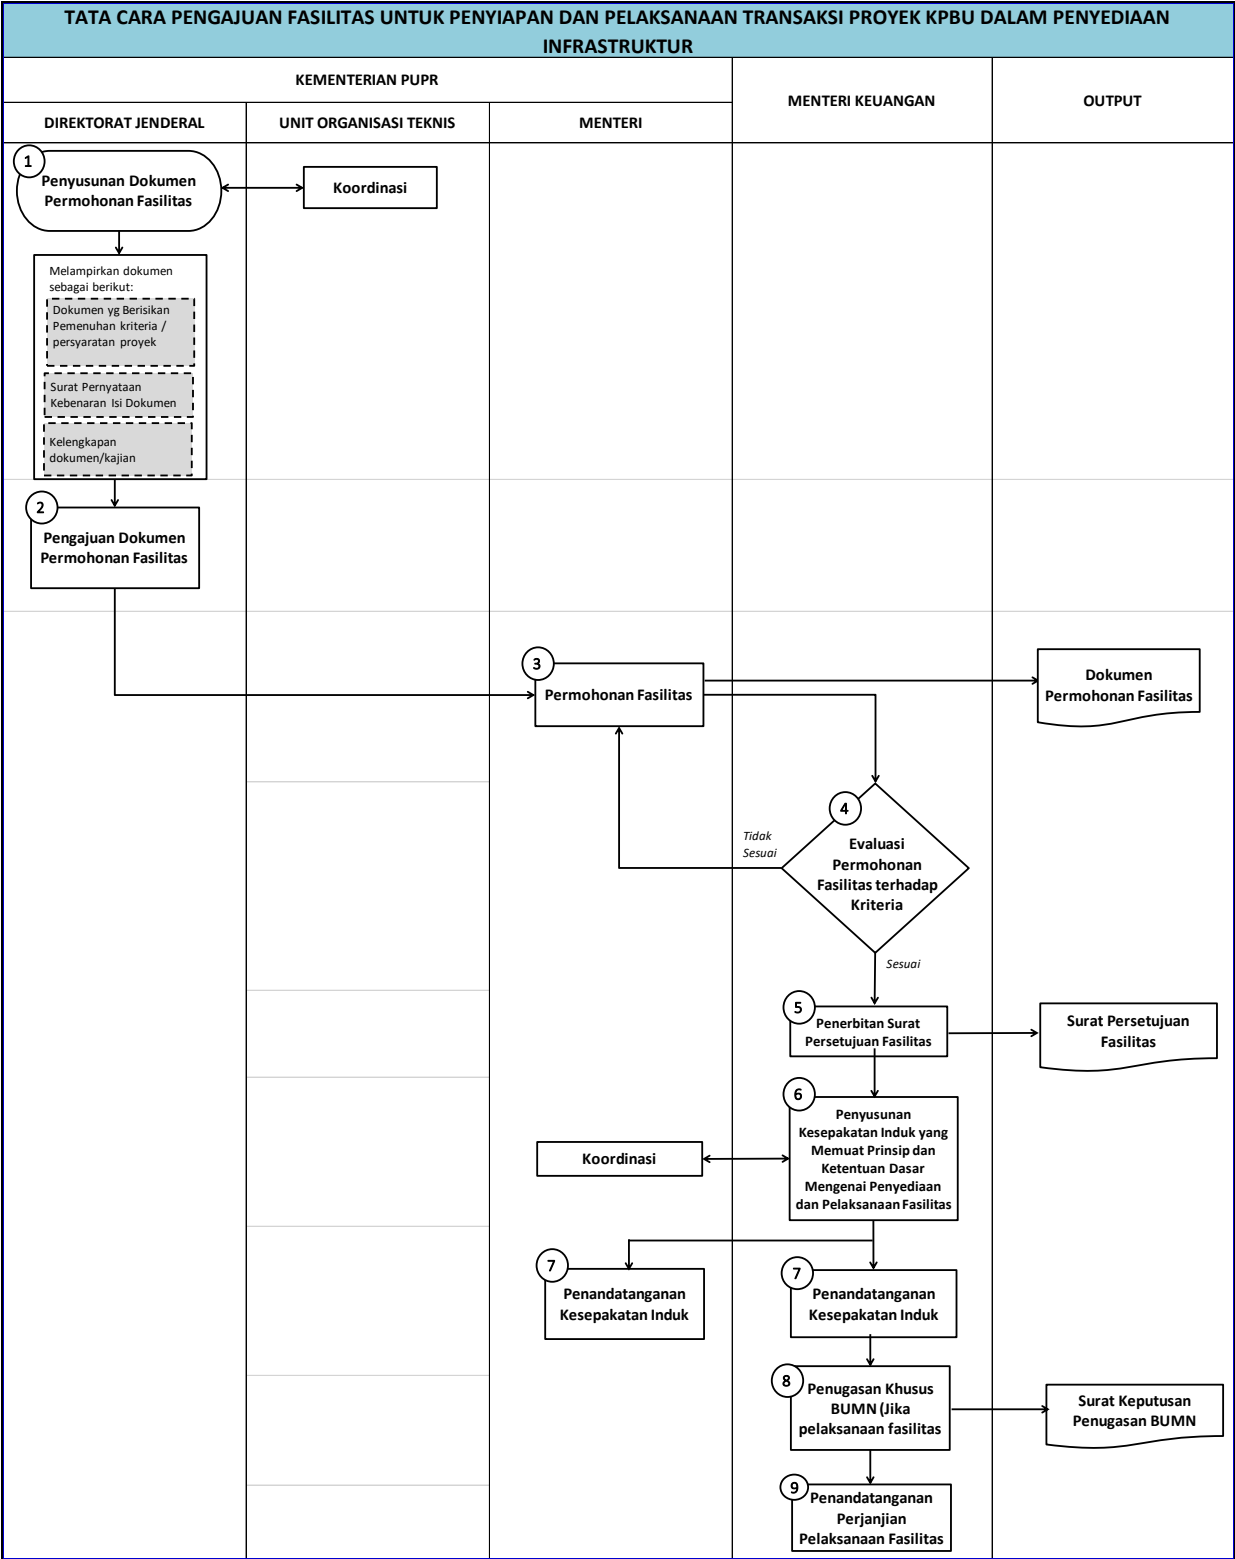 TATA CARA PENGAJUAN FASILITAS UNTUK PENYIAPAN DAN PELAKSANAAN TRANSAKSI PROYEK KPBU DALAM PENYEDIAAN
INFRASTRUKTUR
KEMENTERIAN PUPR
MENTERI KEUANGAN
OUTPUT
DIREKTORAT JENDERAL
UNIT ORGANISASI TEKNIS
MENTERI
1
Penyusunan Dokumen
Permohonan Fasilitas
Koordinasi
Melampirkan dokumen
sebagai berikut:
Dokumen yg Berisikan
Pemenuhan kriteria /
persyaratan proyek
Surat Pernyataan
Kebenaran Isi Dokumen
Kelengkapan
dokumen/kajian
2
Pengajuan Dokumen
Permohonan Fasilitas
3
Permohonan Fasilitas
Dokumen
Permohonan Fasilitas
4
Evaluasi
Permohonan
Fasilitas terhadap
Kriteria
Tidak
Sesuai
Sesuai
5
Penerbitan Surat
Persetujuan Fasilitas
Surat Persetujuan
Fasilitas
6
Penyusunan
Kesepakatan Induk yang
Memuat Prinsip dan
Ketentuan Dasar
Mengenai Penyediaan
dan Pelaksanaan Fasilitas
Koordinasi
7
Penandatanganan
Kesepakatan Induk
7
Penandatanganan
Kesepakatan Induk
8
Penugasan Khusus
BUMN (Jika
pelaksanaan fasilitas
Surat Keputusan
Penugasan BUMN
9
Penandatanganan
Perjanjian
Pelaksanaan Fasilitas